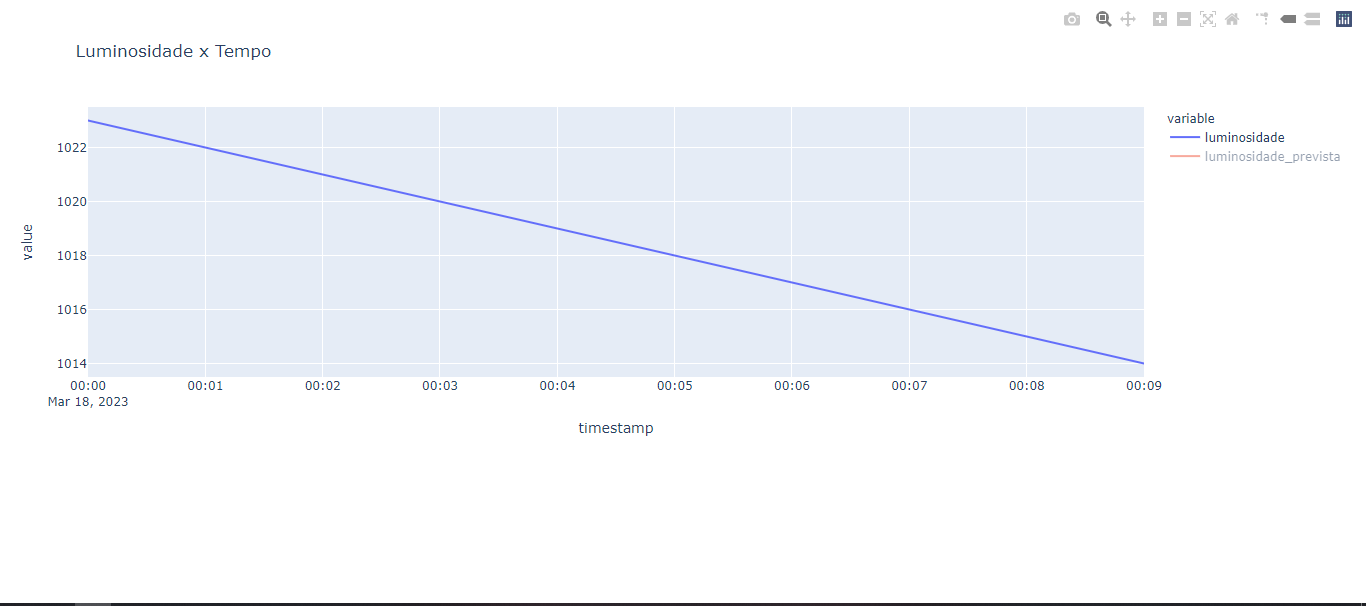 Luminosidade x Tempo
variable
luminosidade
luminosidade_prevista
value
1022
1020
1018
1016
1014
00:00 00:01 00:02 00:03 00:04 00:05 00:06 00:07 00:08 00:09
Mar 18, 2023
timestamp